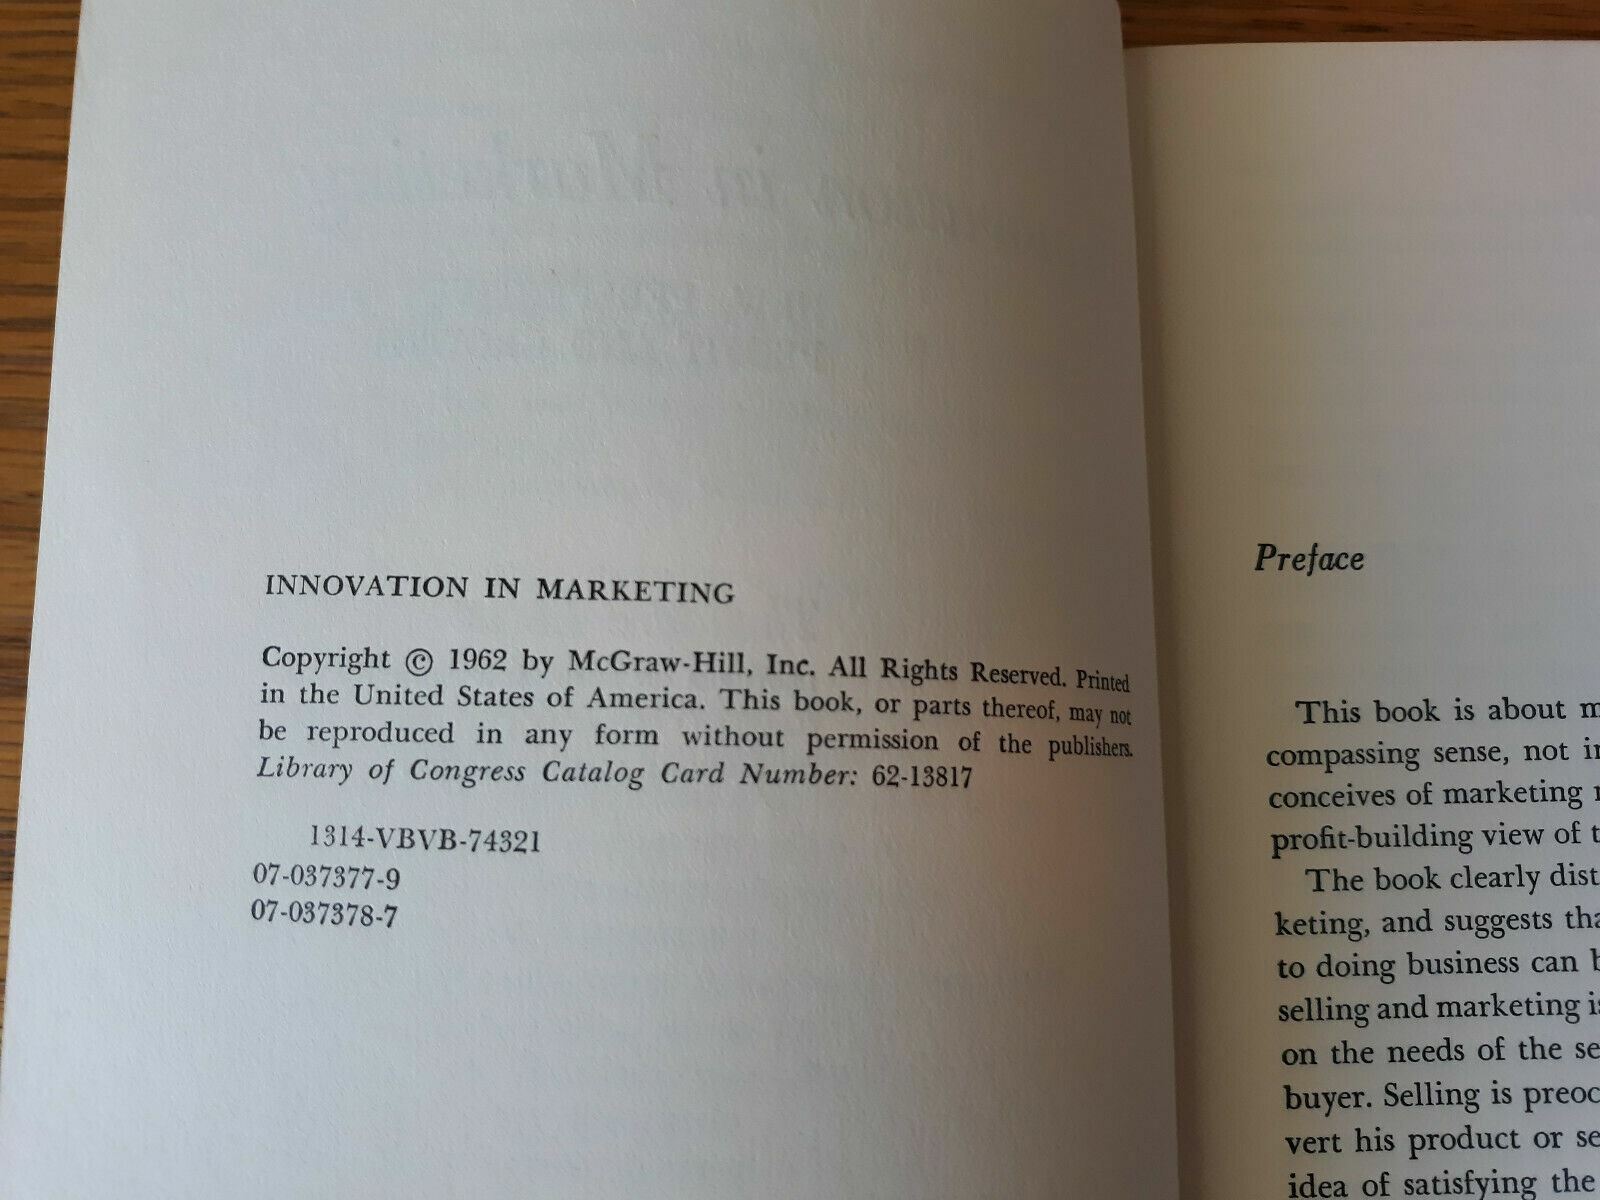 INNOVATION IN MARKETING
Copyright © 1962 by McGraw-Hill, Inc. All Rights Reserved. Printed
in the United States of America. This book, or parts thereof, may not
be reproduced in any form without permission of the publishers.
Library of Congress Catalog Card Number: 62-13817
1314-VBVB-74321
07-037377-9
07-037378-7
Preface
This book is about m
compassing sense, not in
conceives of marketing
profit-building view of t
The book clearly dist
keting, and suggests tha
to doing business can b
selling and marketing is
on the needs of the se
buyer. Selling is preoc
vert his product or se
idea of satisfying the